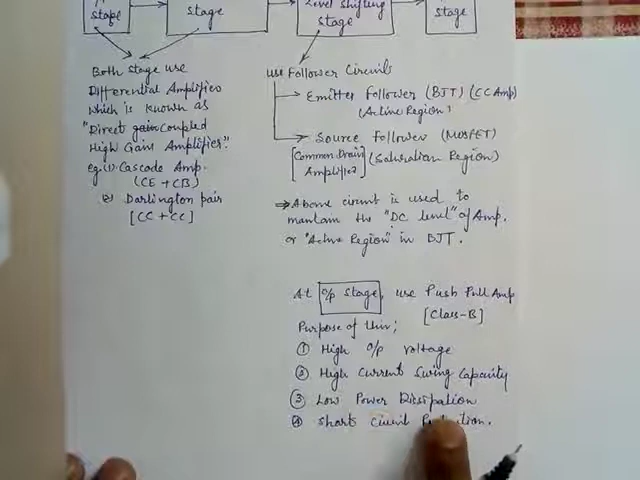 stage
stage
Level Shifting
stage
stage
Both stage use
Differential Amplifier
which is known as
"Direct gain coupled
High Gain Amplifier".
eg. (1) Cascade Amp.
(CE + CB)
(2) Darlington pair
[CC + CC]
use Follower Circuits
Emitter Follower (BJT) (CC Amp)
(Active Region)
Source Follower (MOSFET)
[Common Drain Amplifier] (Saturation Region)
⇒ Above circuit is used to
mantain the "DC level" of Amp.
or "Active Region" in BJT.
At o/p stage, use Push Pull Amp
[Class-B]
Purpose of this;
① High o/p voltage
② High Current Swing Capacity
③ Low Power Dissipation
④ Short circuit